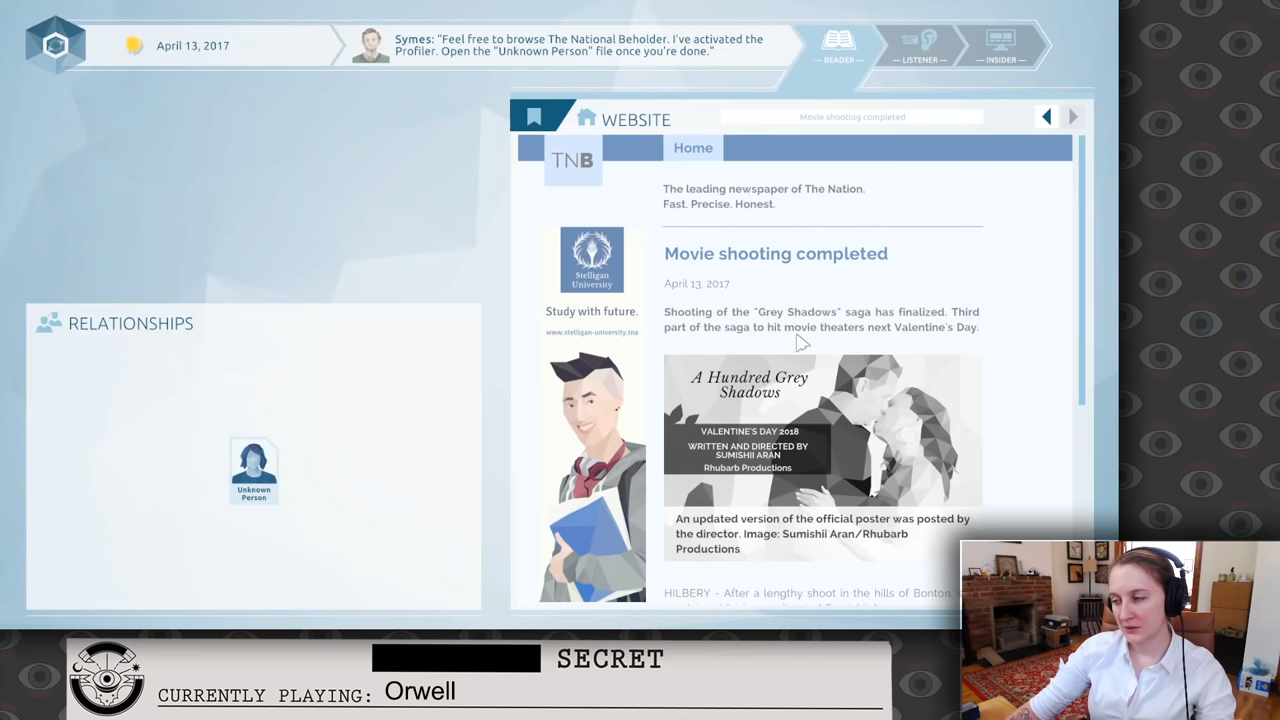 April 13, 2017
Symes: "Feel free to browse The National Beholder. I've activated the
Profiler. Open the "Unknown Person" file once you're done."
— READER —
— LISTENER —
— INSIDER —
WEBSITE
Movie shooting completed
TNB
Home
The leading newspaper of The Nation.
Fast. Precise. Honest.
Stelligan
University
Study with future.
www.stelligan-university.tna
Movie shooting completed
April 13, 2017
Shooting of the "Grey Shadows" saga has finalized. Third
part of the saga to hit movie theaters next Valentine's Day.
A Hundred Grey
Shadows
VALENTINE'S DAY 2018
WRITTEN AND DIRECTED BY
SUMISHII ARAN
Rhubarb Productions
An updated version of the official poster was posted by
the director. Image: Sumishii Aran/Rhubarb
Productions
HILBERY - After a lengthy shoot in the hills of Bonton,
RELATIONSHIPS
Unknown
Person
SECRET
CURRENTLY PLAYING: Orwell